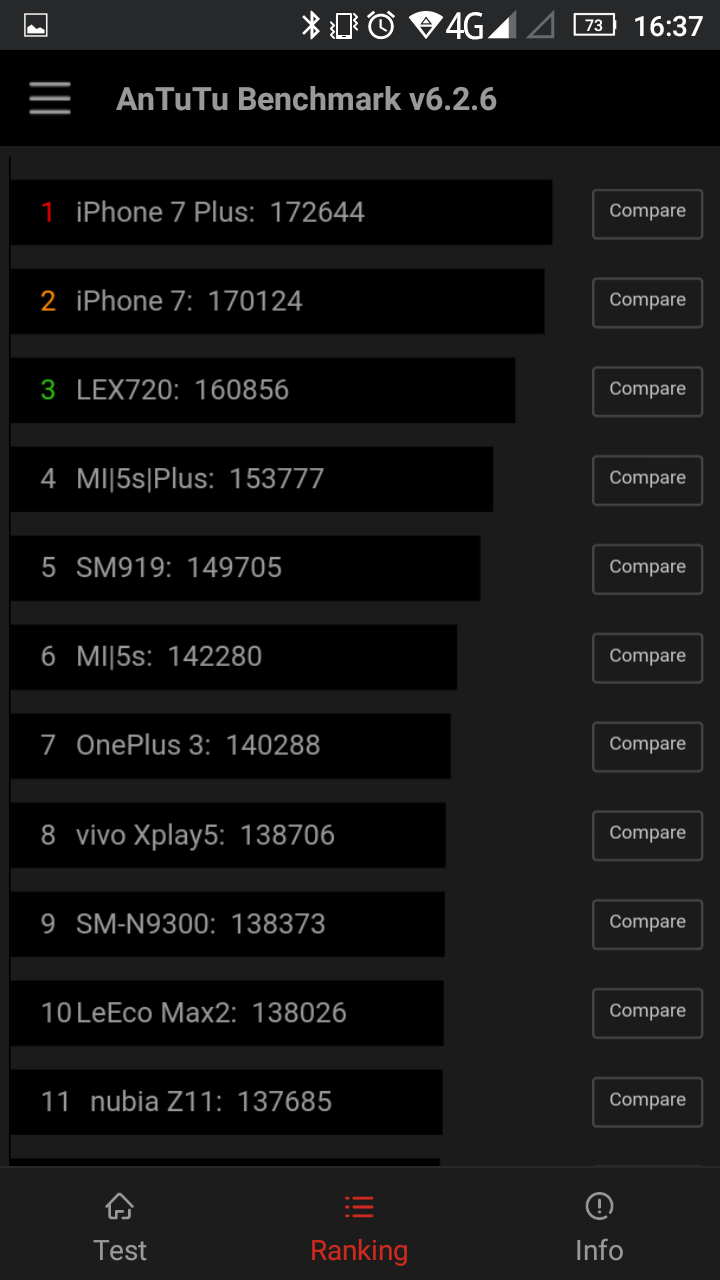 4G 73 16:37
AnTuTu Benchmark v6.2.6
1 iPhone 7 Plus: 172644 Compare
2 iPhone 7: 170124 Compare
3 LEX720: 160856 Compare
4 MI|5s|Plus: 153777 Compare
5 SM919: 149705 Compare
6 MI|5s: 142280 Compare
7 OnePlus 3: 140288 Compare
8 vivo Xplay5: 138706 Compare
9 SM-N9300: 138373 Compare
10 LeEco Max2: 138026 Compare
11 nubia Z11: 137685 Compare
Test Ranking Info